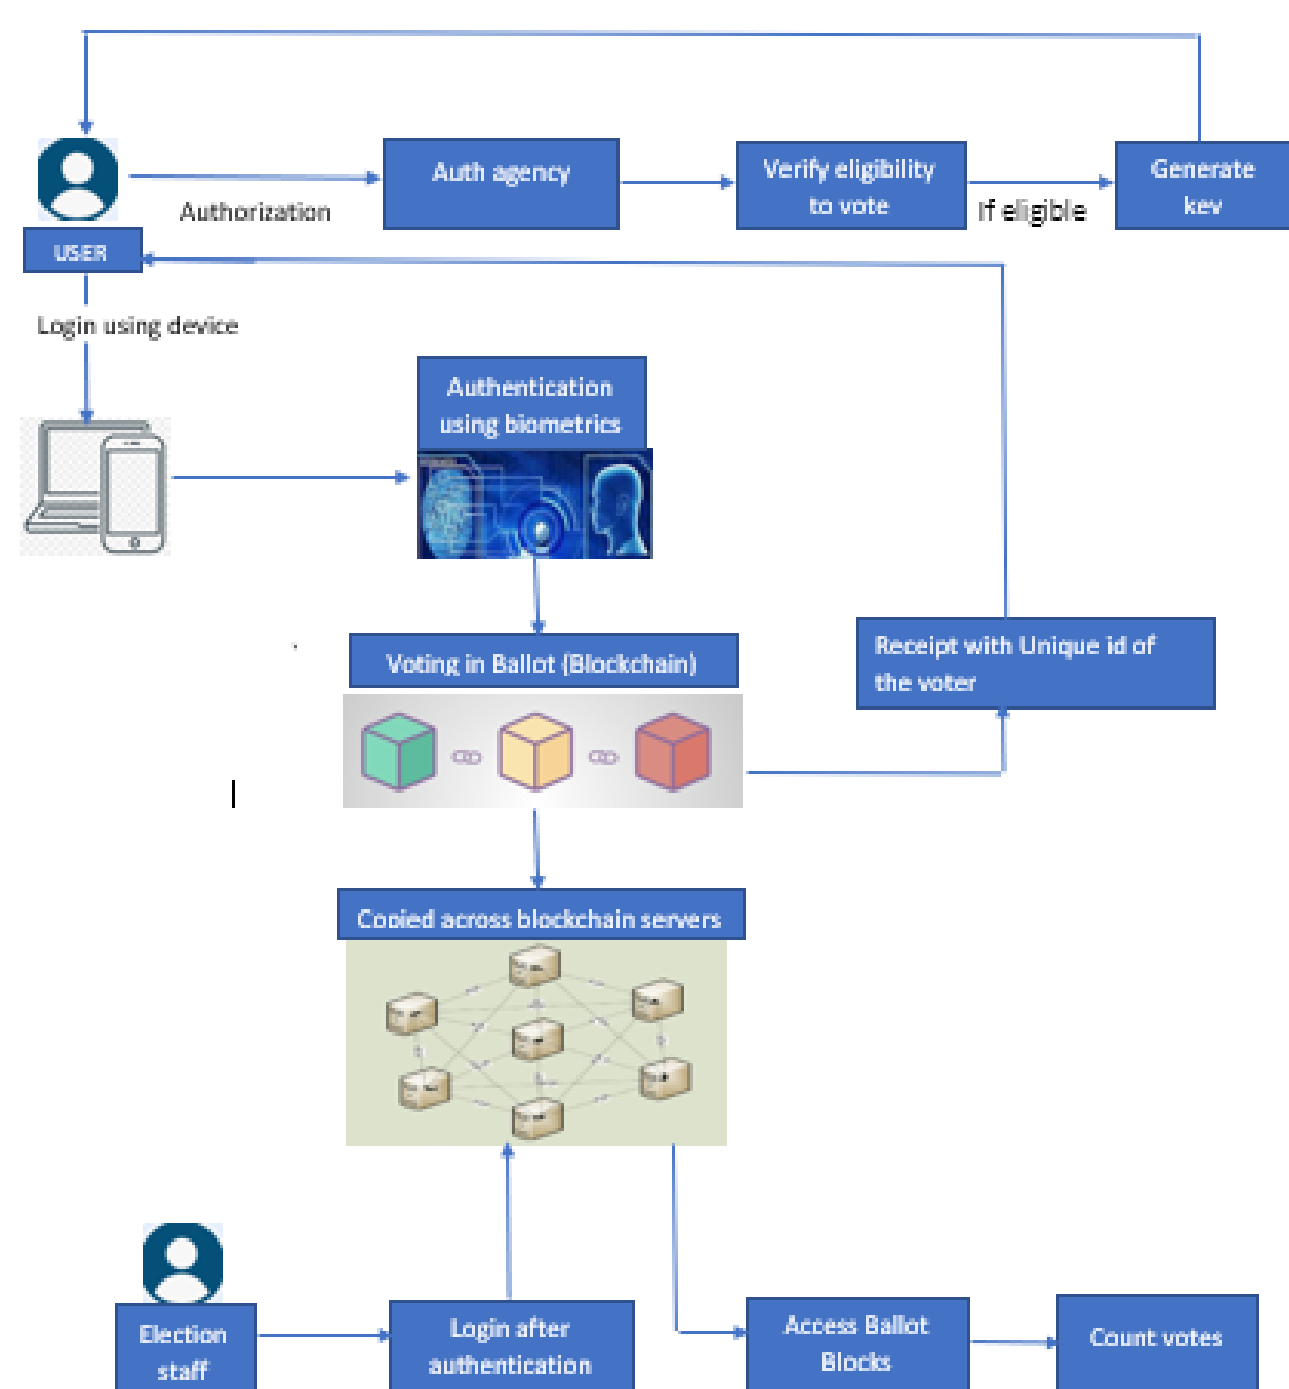 Auth agency
Verify eligibility
to vote
Generate
key
Authorization
If eligible
USER
Login using device
Authentication
using biometrics
Receipt with Unique id of
the voter
Voting in Ballot (Blockchain)
Copied across blockchain servers
Election
staff
Login after
authentication
Access Ballot
Blocks
Count votes